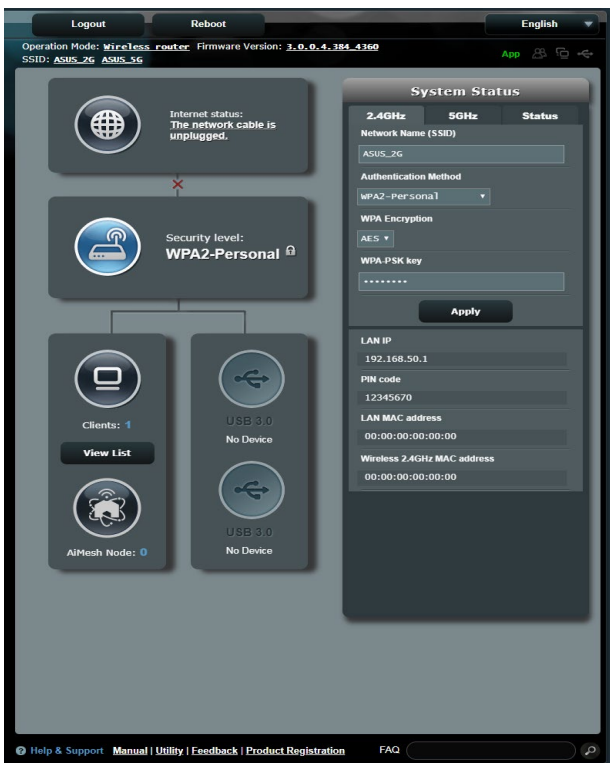 Logout
Reboot
English
Operation Mode: Wireless router Firmware Version: 3.0.0.4.384_4360
SSID: ASUS_2G ASUS_5G
App
Internet status:
The network cable is
unplugged.
Security level:
WPA2-Personal
Clients: 1
View List
AiMesh Node: 0
USB 3.0
No Device
USB 3.0
No Device
System Status
2.4GHz 5GHz Status
Network Name (SSID)
ASUS_2G
Authentication Method
WPA2-Personal
WPA Encryption
AES
WPA-PSK key
••••••••
Apply
LAN IP
192.168.50.1
PIN code
12345670
LAN MAC address
00:00:00:00:00:00
Wireless 2.4GHz MAC address
00:00:00:00:00:00
Help & Support Manual | Utility | Feedback | Product Registration FAQ